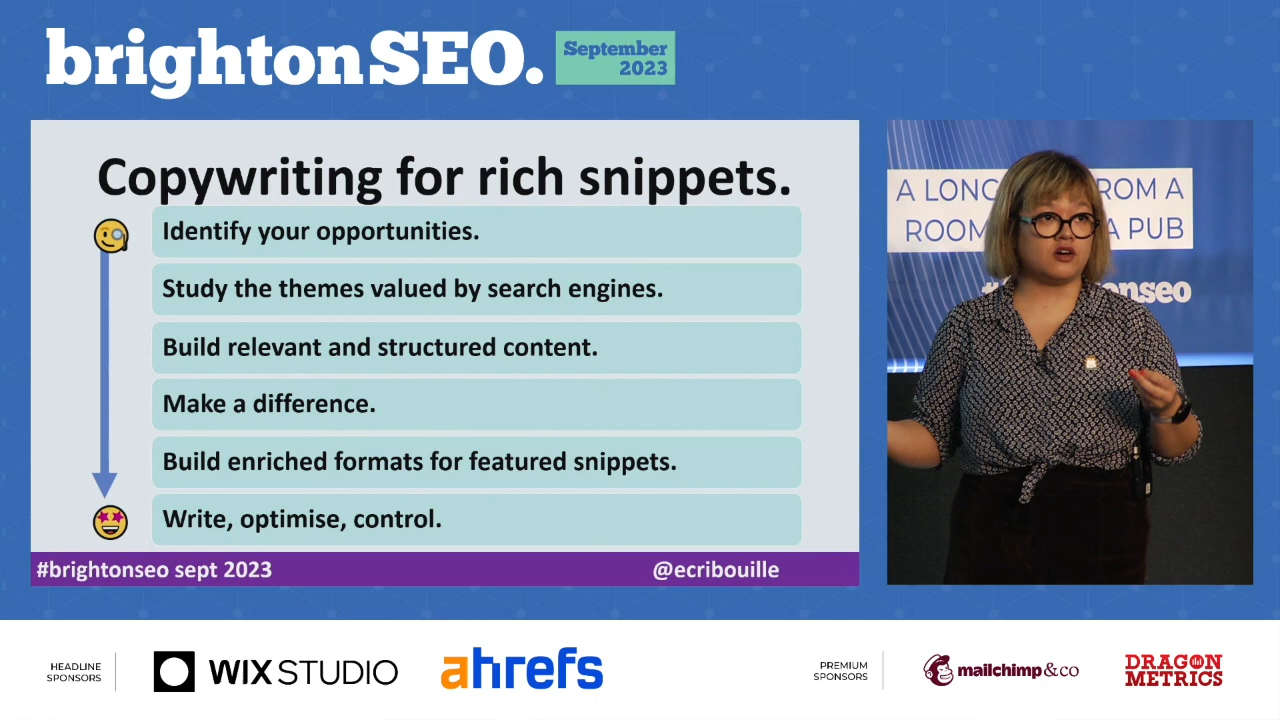 brightonSEO.
September
2023
Copywriting for rich snippets.
Identify your opportunities.
Study the themes valued by search engines.
Build relevant and structured content.
Make a difference.
Build enriched formats for featured snippets.
Write, optimise, control.
#brightonseo sept 2023
@ecribouille
A LONG ROM A
ROOM A PUB
onseo
HEADLINE
SPONSORS
WIX STUDIO
ahrefs
PREMIUM
SPONSORS
mailchimp&co
DRAGON
METRICS